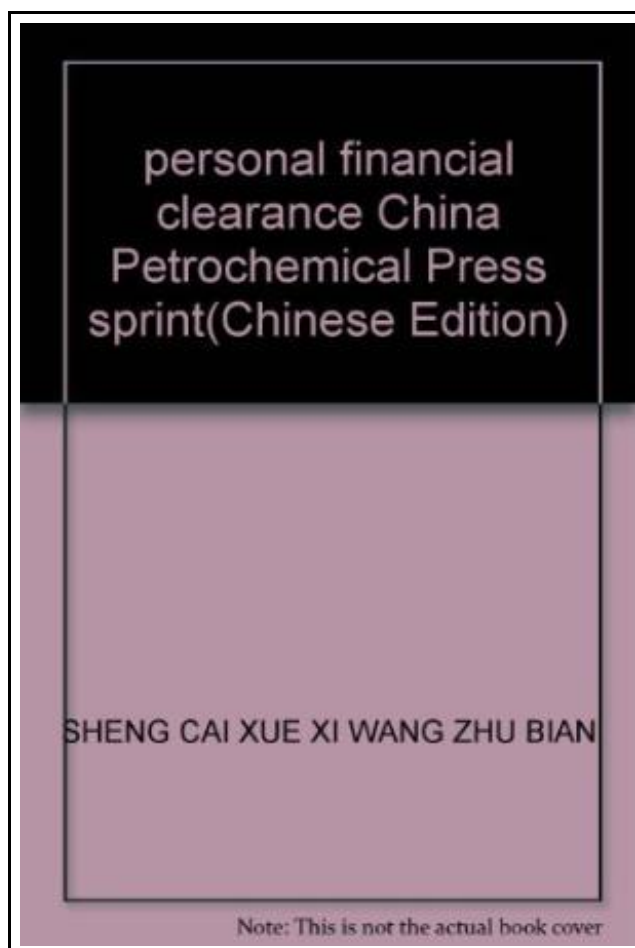 personal financial
clearance China
Petrochemical Press
sprint(Chinese Edition)
SHENG CAI XUE XI WANG ZHU BIAN
Note: This is not the actual book cover